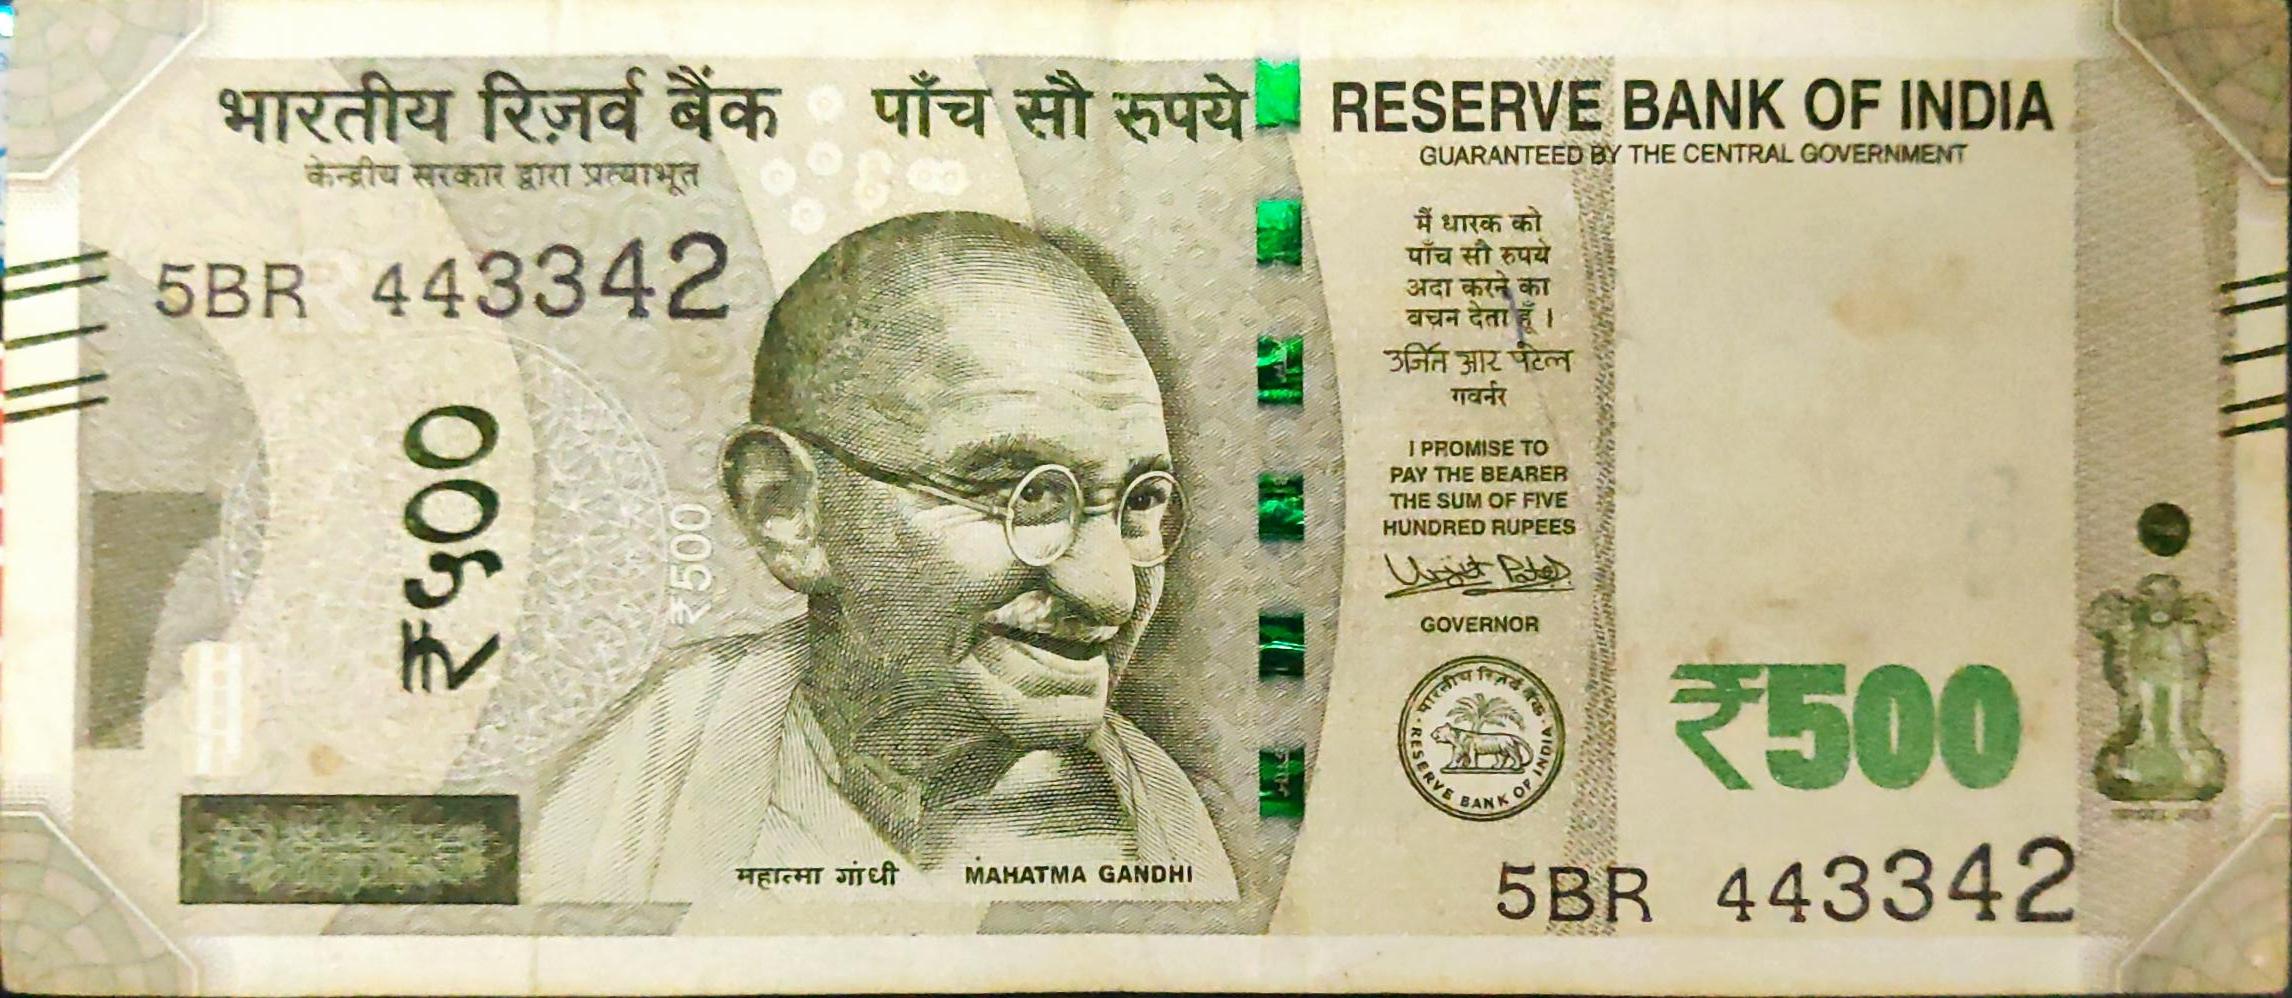 भारतीय रिज़र्व बैंक
केन्द्रीय सरकार द्वारा प्रत्याभूत
पाँच सौ रुपये
RESERVE BANK OF INDIA
GUARANTEED BY THE CENTRAL GOVERNMENT
5BR 443342
₹५००
₹500
मैं धारक को
पाँच सौ रुपये
अदा करने का
वचन देता हूँ ।
उर्जित आर पटेल
गवर्नर
I PROMISE TO
PAY THE BEARER
THE SUM OF FIVE
HUNDRED RUPEES
Urjit Patel
GOVERNOR
भारतीय रिज़र्व बैंक
RESERVE BANK OF INDIA
₹500
महात्मा गांधी
MAHATMA GANDHI
5BR 443342